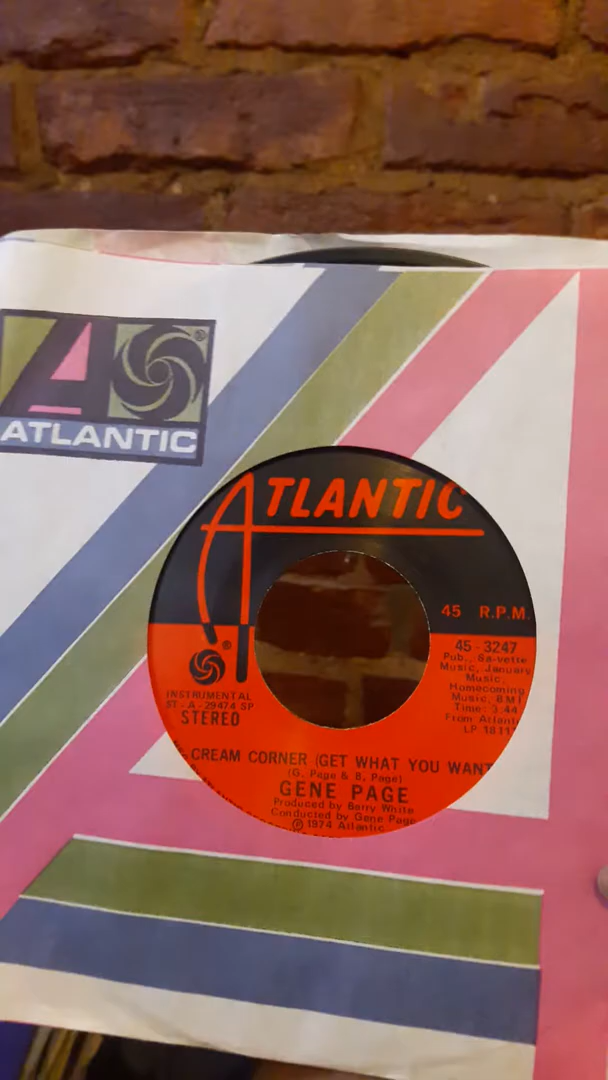 ATLANTIC
ATLANTIC
45 R.P.M.
45-3247
Pub., Sa-vette
Music, January
Music,
Homecoming
Music, BMI
Time: 3:44
From Atlantic
LP 1811
INSTRUMENTAL
ST-A-29474 SP
STEREO
CREAM CORNER (GET WHAT YOU WANT
(G. Page & B. Page)
GENE PAGE
Produced by Barry White
Conducted by Gene Page
℗ 1974 Atlantic